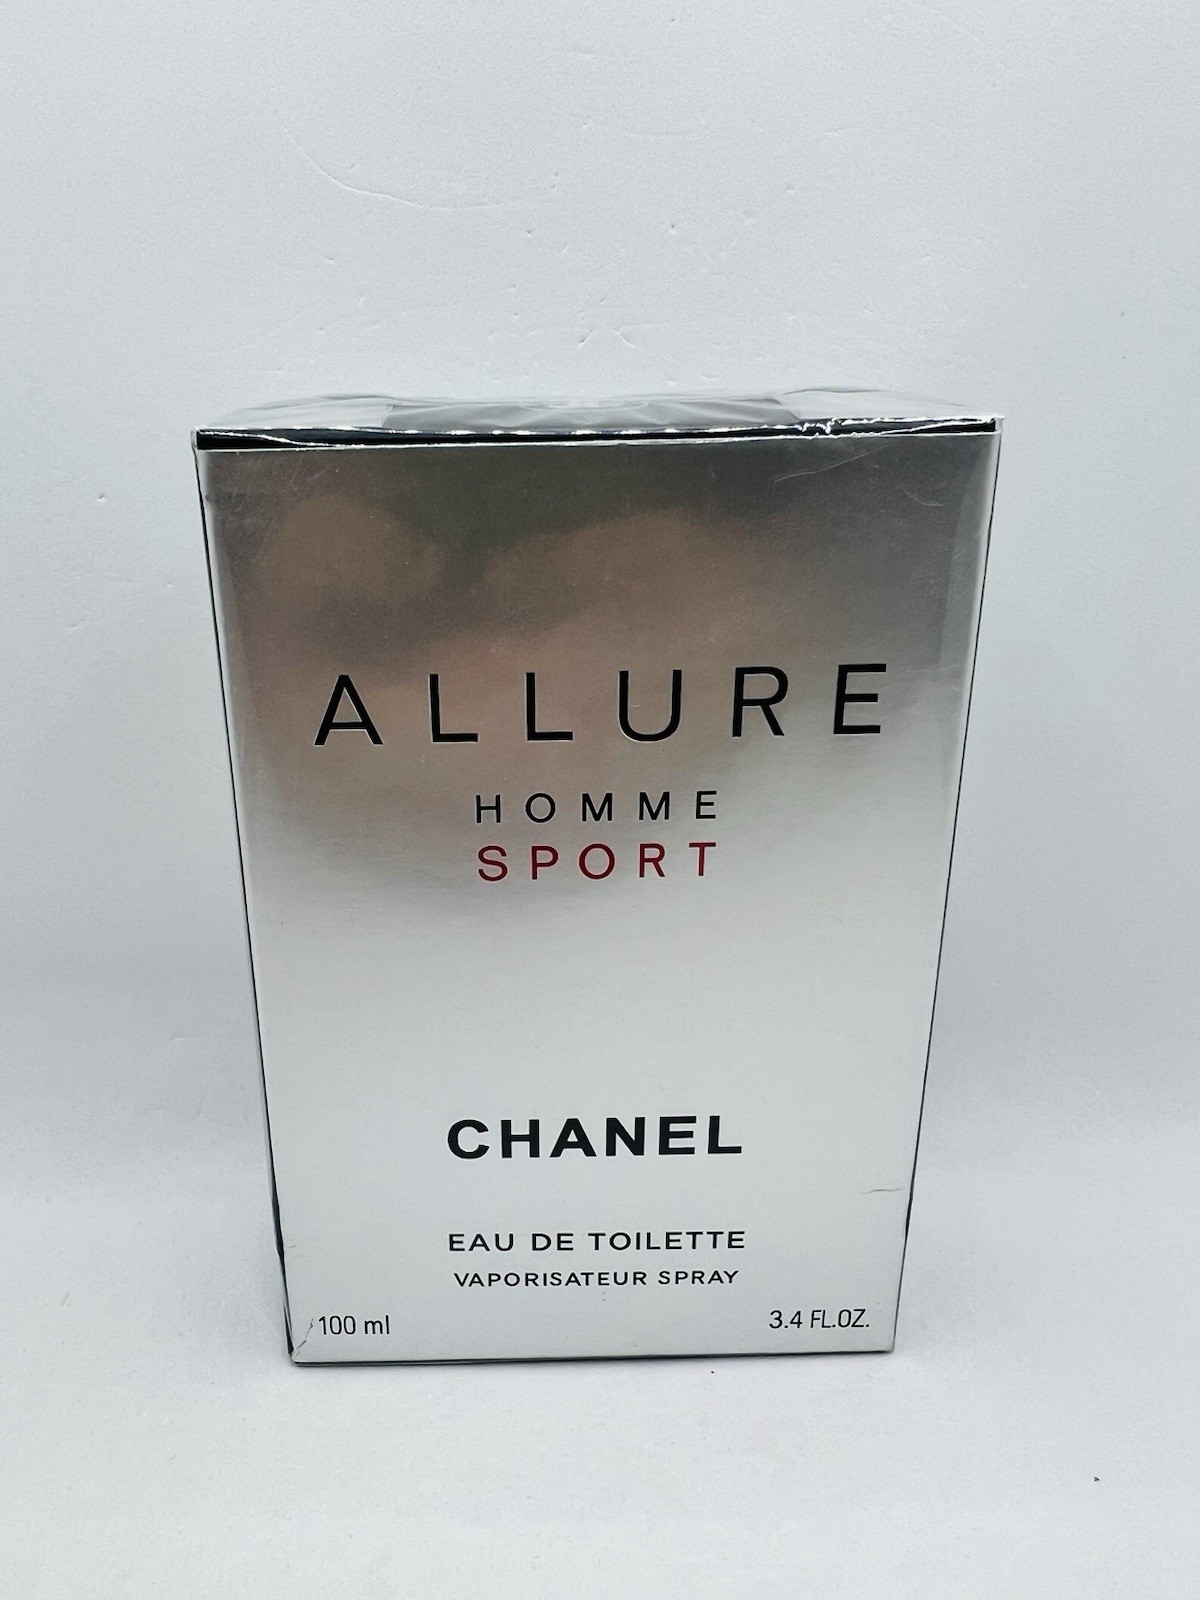 ALLURE
HOMME
SPORT
CHANEL
EAU DE TOILETTE
VAPORISATEUR SPRAY
100 ml 3.4 FL.OZ.